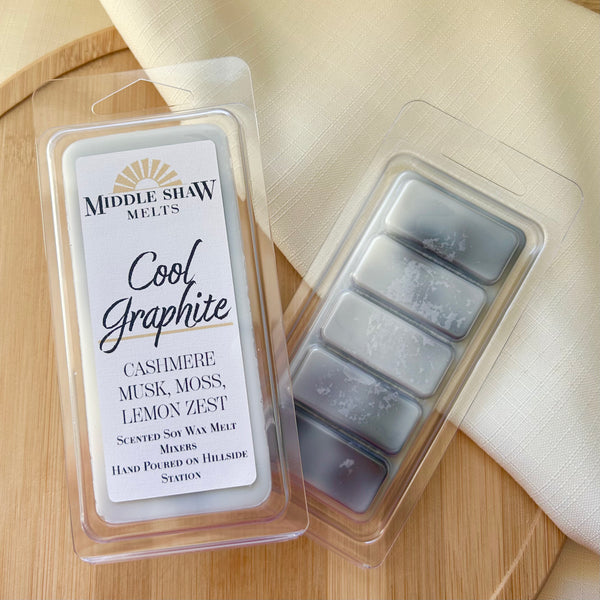 MIDDLE SHAW
MELTS
Cool
Graphite
CASHMERE
MUSK, MOSS,
LEMON ZEST
SCENTED SOY WAX MELT
MIXERS
HAND POURED ON HILLSIDE
STATION